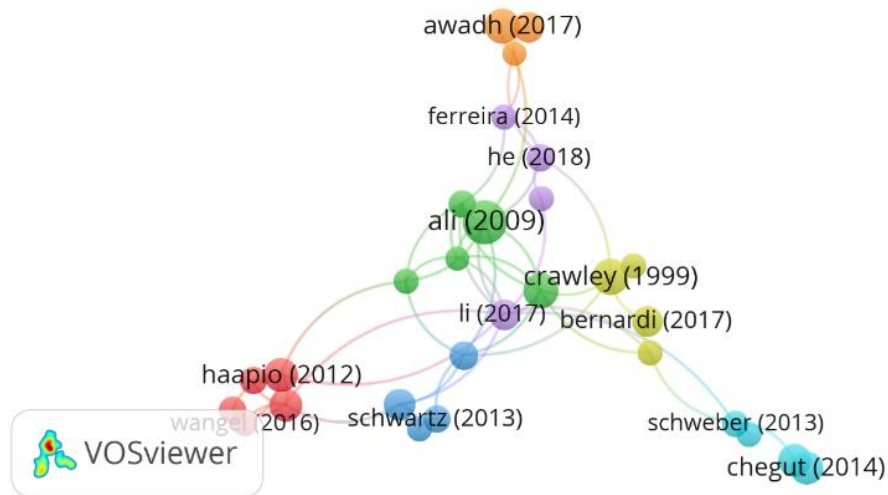 awadh (2017)
ferreira (2014)
he (2018)
ali (2009)
crawley (1999)
li (2017)
bernardi (2017)
haapio (2012)
wangel (2016)
schwartz (2013)
schweber (2013)
chegut (2014)
VOSviewer